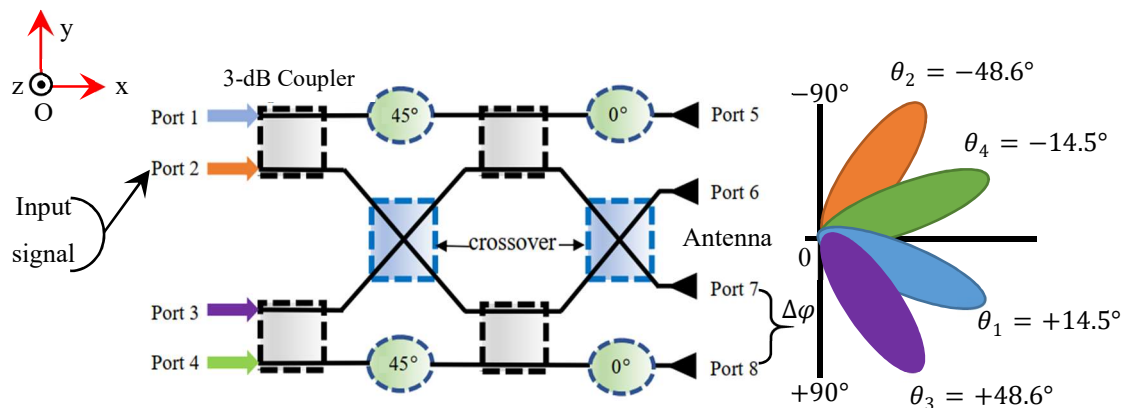 y
z
O
x
3-dB Coupler
Port 1
45°
0°
Port 5
Port 2
Port 6
Input
signal
crossover
Antenna
Port 7
Port 3
Δφ
Port 4
45°
0°
Port 8
θ₂ = −48.6°
−90°
θ₄ = −14.5°
0
θ₁ = +14.5°
+90°
θ₃ = +48.6°